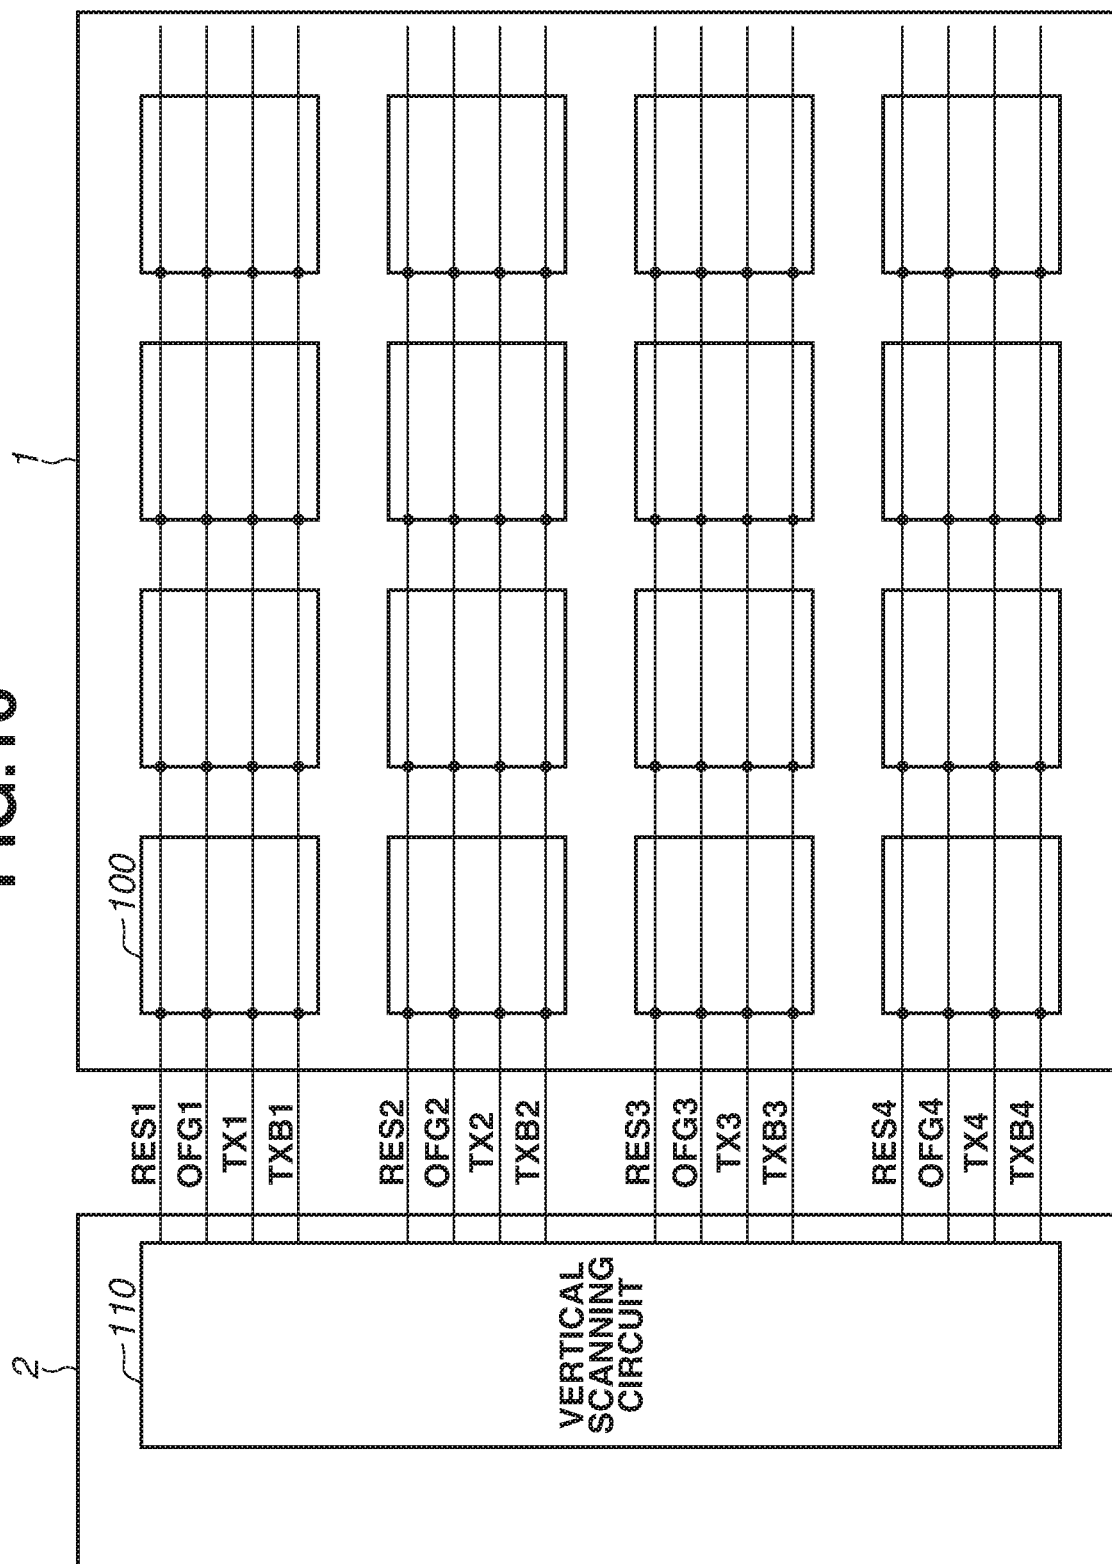 2
1
110
100
RES1
OFG1
TX1
TXB1
RES2
OFG2
TX2
TXB2
VERTICAL
SCANNING
CIRCUIT
RES3
OFG3
TX3
TXB3
RES4
OFG4
TX4
TXB4